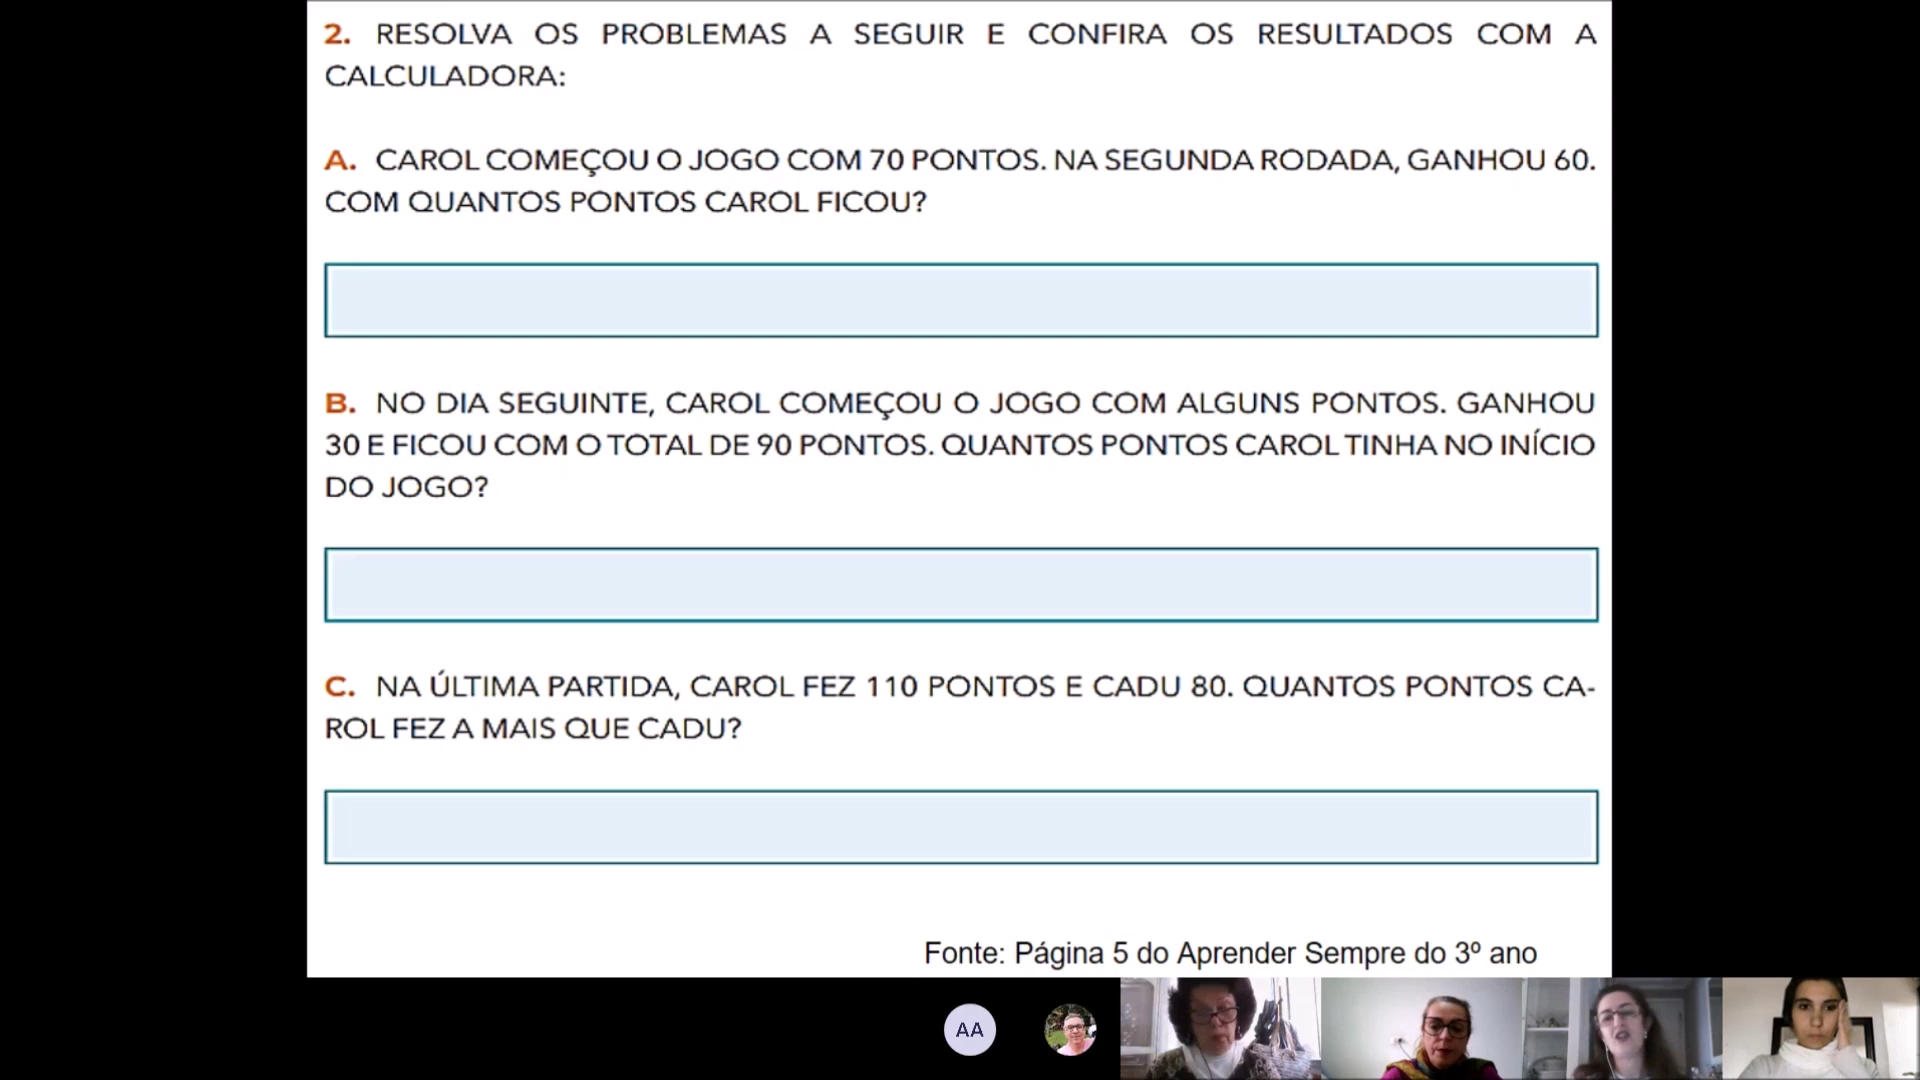 2. RESOLVA OS PROBLEMAS A SEGUIR E CONFIRA OS RESULTADOS COM A
CALCULADORA:
A. CAROL COMEÇOU O JOGO COM 70 PONTOS. NA SEGUNDA RODADA, GANHOU 60.
COM QUANTOS PONTOS CAROL FICOU?
B. NO DIA SEGUINTE, CAROL COMEÇOU O JOGO COM ALGUNS PONTOS. GANHOU
30 E FICOU COM O TOTAL DE 90 PONTOS. QUANTOS PONTOS CAROL TINHA NO INÍCIO
DO JOGO?
C. NA ÚLTIMA PARTIDA, CAROL FEZ 110 PONTOS E CADU 80. QUANTOS PONTOS CA-
ROL FEZ A MAIS QUE CADU?
Fonte: Página 5 do Aprender Sempre do 3º ano
AA